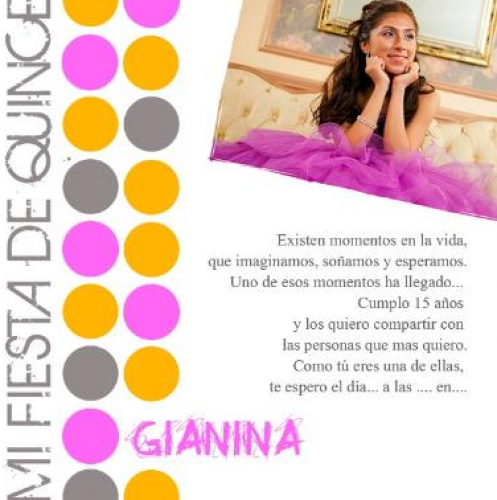 MI FIESTA DE QUINCE
Existen momentos en la vida,
que imaginamos, soñamos y esperamos.
Uno de esos momentos ha llegado...
Cumplo 15 años
y los quiero compartir con
las personas que mas quiero.
Como tú eres una de ellas,
te espero el día... a las .... en....
GIANINA